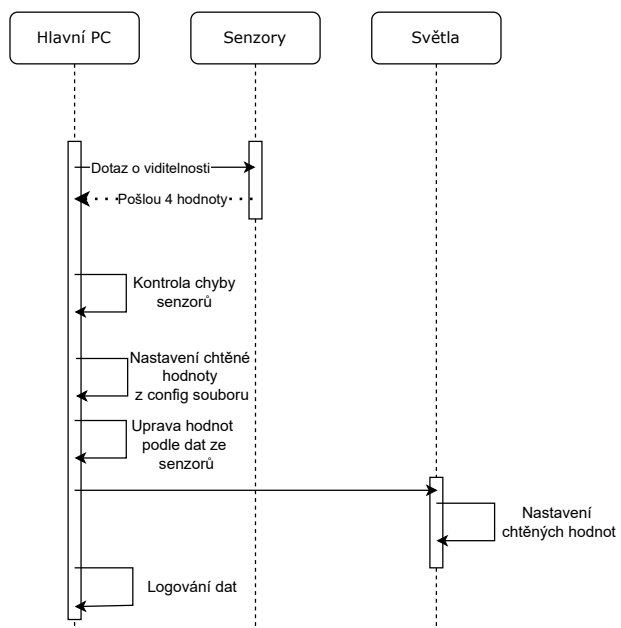 Hlavní PC
Senzory
Světla
Dotaz o viditelnosti
Pošlou 4 hodnoty
Kontrola chyby
senzorů
Nastavení chtěné
hodnoty
z config souboru
Uprava hodnot
podle dat ze
senzorů
Nastavení
chtěných hodnot
Logování dat